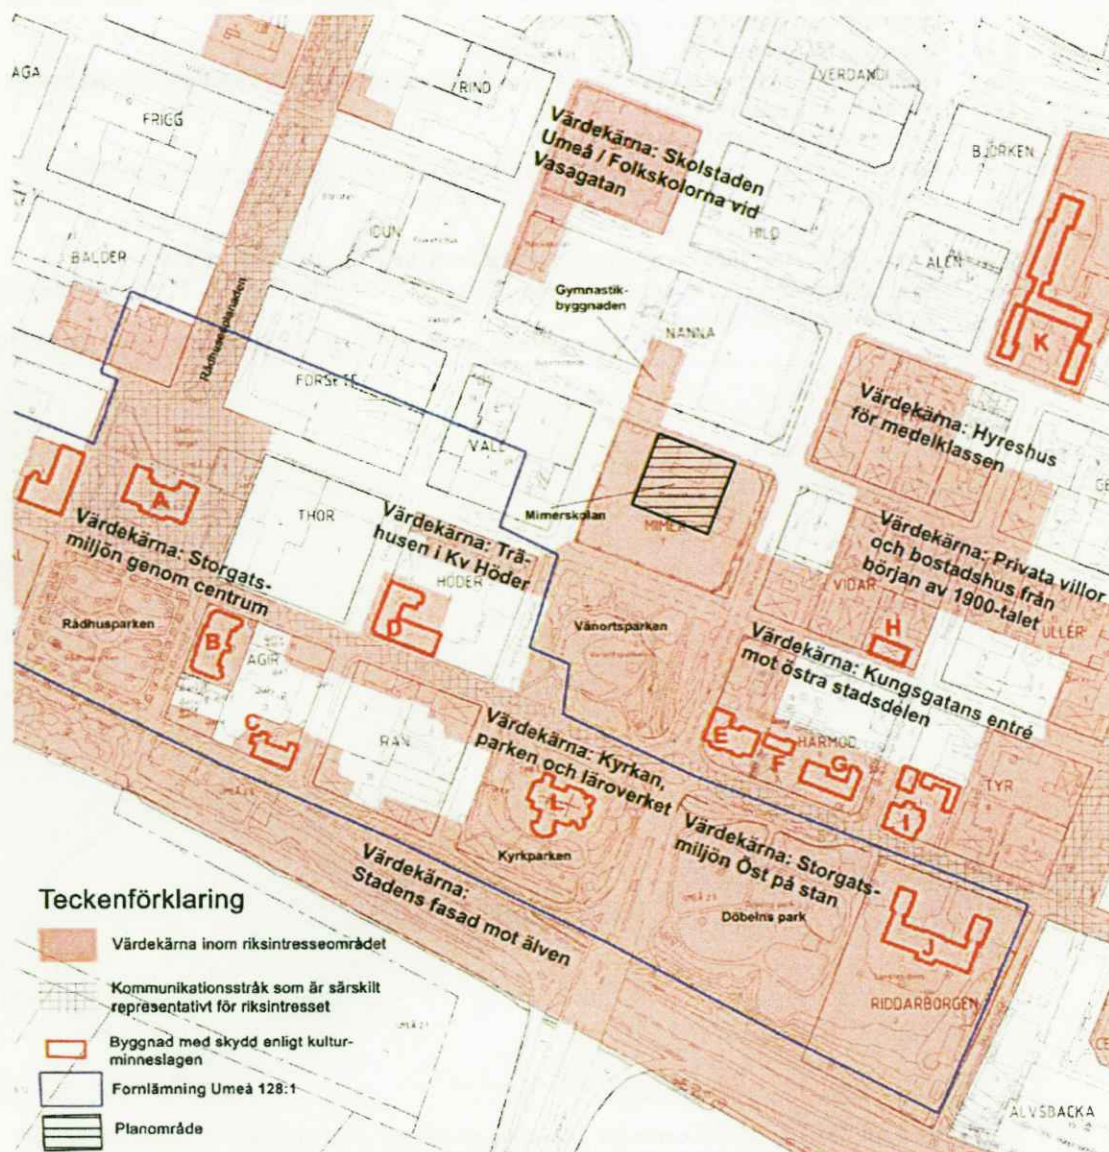 AGA
FRIGG
RIND
VERDANDI
BJÖRKEN
Värdekärna: Skolstaden
Umeå / Folkskolorna vid
Vasagatan
BALDER
IDUN
HILD
ALEN
Gymnastik-
byggnaden
NANNA
K
Rådhusesplanaden
FORSETE
VALE
Värdekärna: Hyreshus
för medelklassen
A
THOR
Mimerskolan
MIMER
Värdekärna: Storgats-
miljön genom centrum
Värdekärna: Trä-
husen i Kv Höder
HÖDER
Värdekärna: Privata villor
och bostadshus från
början av 1900-talet
VIDAR
ULLER
Rådhusparken
B
AGIR
D
Vänortsparken
H
Värdekärna: Kungsgatans entré
mot östra stadsdelen
C
RAN
Värdekärna: Kyrkan,
parken och läroverket
E
F
HARMOD
G
I
TYR
L
Kyrkparken
Värdekärna: Storgats-
miljön Öst på stan
Värdekärna:
Stadens fasad mot älven
Döbelns park
J
RIDDARBORGEN
ÄLVSBACKA
Teckenförklaring
Värdekärna inom riksintresseområdet
Kommunikationsstråk som är särskilt
representativt för riksintresset
Byggnad med skydd enligt kultur-
minneslagen
Fornlämning Umeå 128:1
Planområde